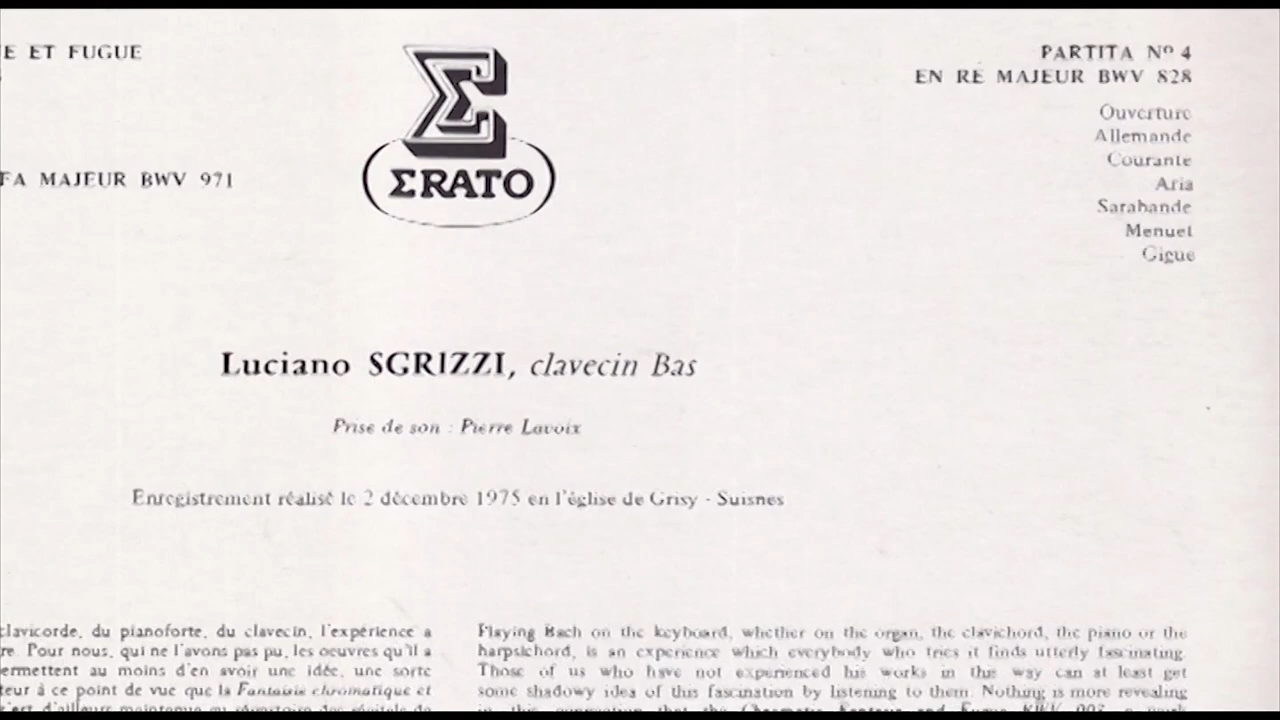 E ET FUGUE
FA MAJEUR BWV 971
Σ
ΣRATO
PARTITA Nº 4
EN RE MAJEUR BWV 828
Ouverture
Allemande
Courante
Aria
Sarabande
Menuet
Gigue
Luciano SGRIZZI, clavecin Bas
Prise de son : Pierre Lavoix
Enregistrement réalisé le 2 décembre 1975 en l'église de Grisy - Suisnes
clavicorde, du pianoforte, du clavecin, l'expérience a
re. Pour nous, qui ne l'avons pas pu, les oeuvres qu'il a
ermettent au moins d'en avoir une idée, une sorte
teur à ce point de vue que la Fantaisie chromatique et
Playing Bach on the keyboard, whether on the organ, the clavichord, the piano or the
harpsichord, is an experience which everybody who tries it finds utterly fascinating.
Those of us who have not experienced his works in this way can at least get
some shadowy idea of this fascination by listening to them. Nothing is more revealing